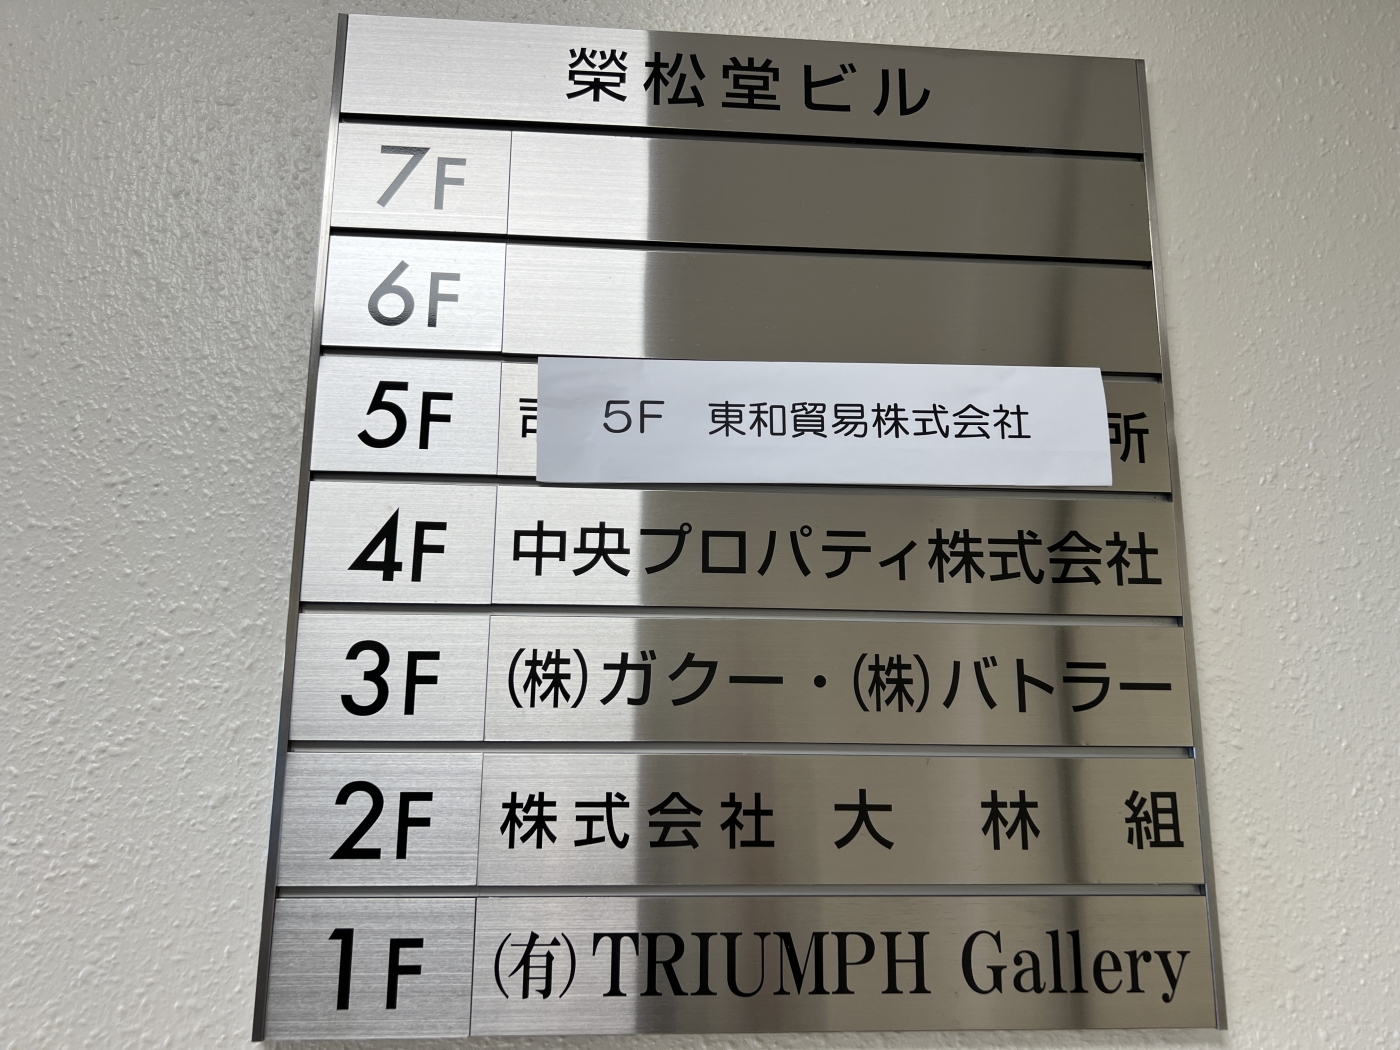 榮松堂ビル
7F
6F
5F 司 5F 東和貿易株式会社 所
4F 中央プロパティ株式会社
3F (株)ガクー・(株)バトラー
2F 株式会社 大 林 組
1F (有)TRIUMPH Gallery